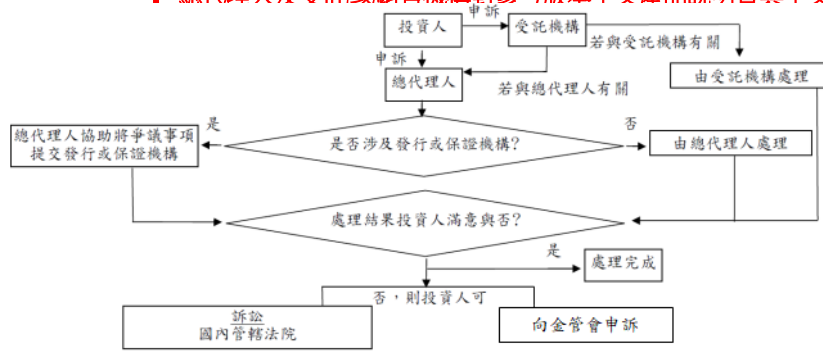 申訴
投資人
受託機構
若與受託機構有關
申訴
總代理人
若與總代理人有關
由受託機構處理
是
總代理人協助將爭議事項
提交發行或保證機構
是否涉及發行或保證機構?
否
由總代理人處理
處理結果投資人滿意與否?
是
處理完成
否，則投資人可
訴訟
國內管轄法院
向金管會申訴